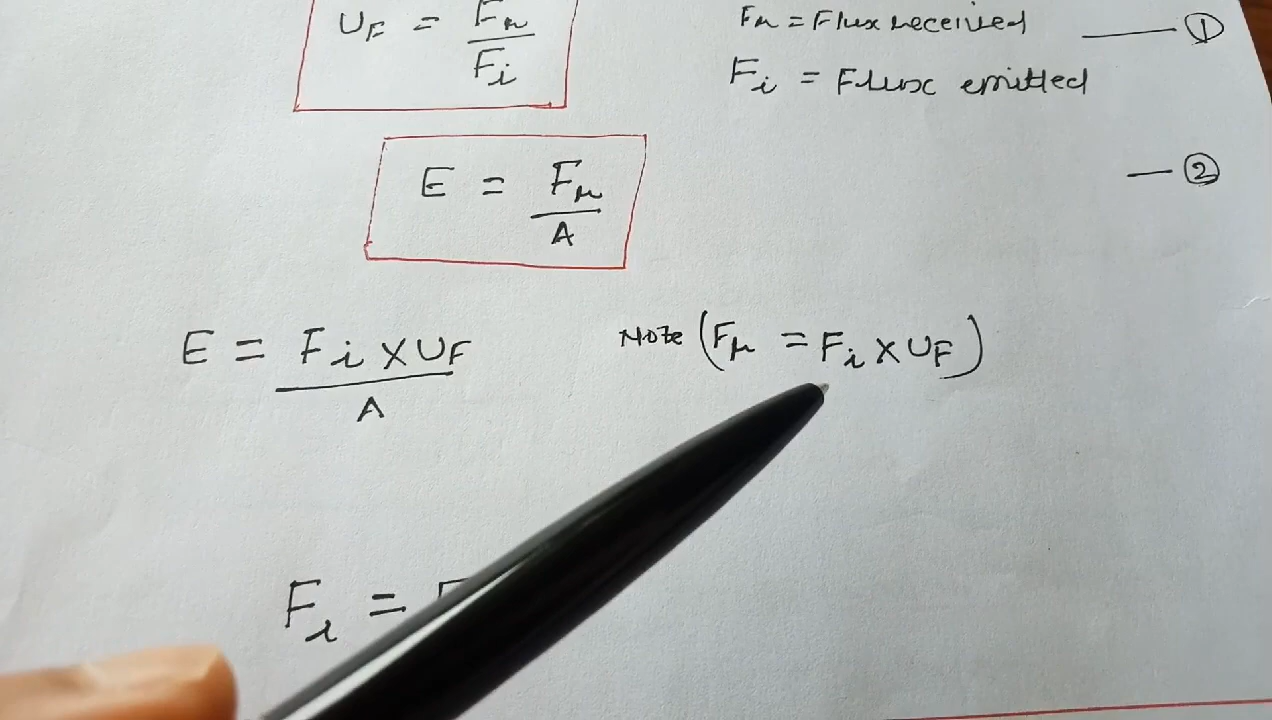 UF = Fr / Fi
Fr = Flux received ——— ①
Fi = Flux emitted
E = Fr / A — ②
E = Fi × UF / A
Note (Fr = Fi × UF)
Fi =